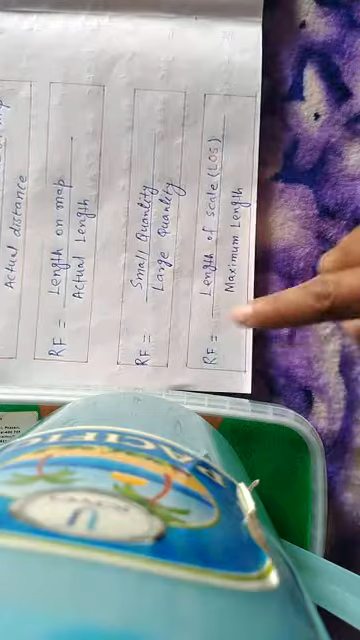 Actual distance
RF = Length on map
Actual Length
RF = Small Quantity
Large Quantity
RF = Length of scale (LOS)
Maximum Length
PACIFIC